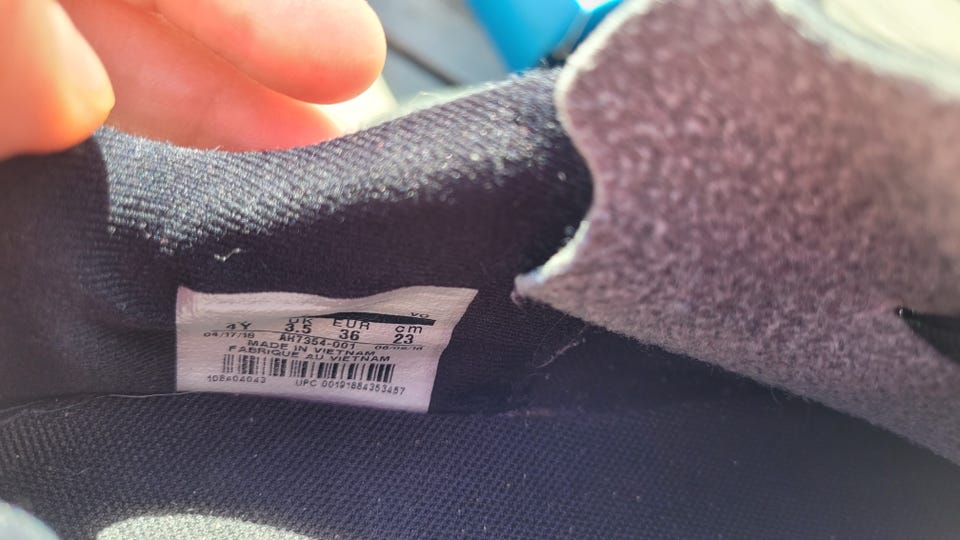 VG
4Y UK 3.5 EUR 36 cm 23
04/17/18 AH7354-001
MADE IN VIETNAM
FABRIQUE AU VIETNAM
UPC 00191884353457